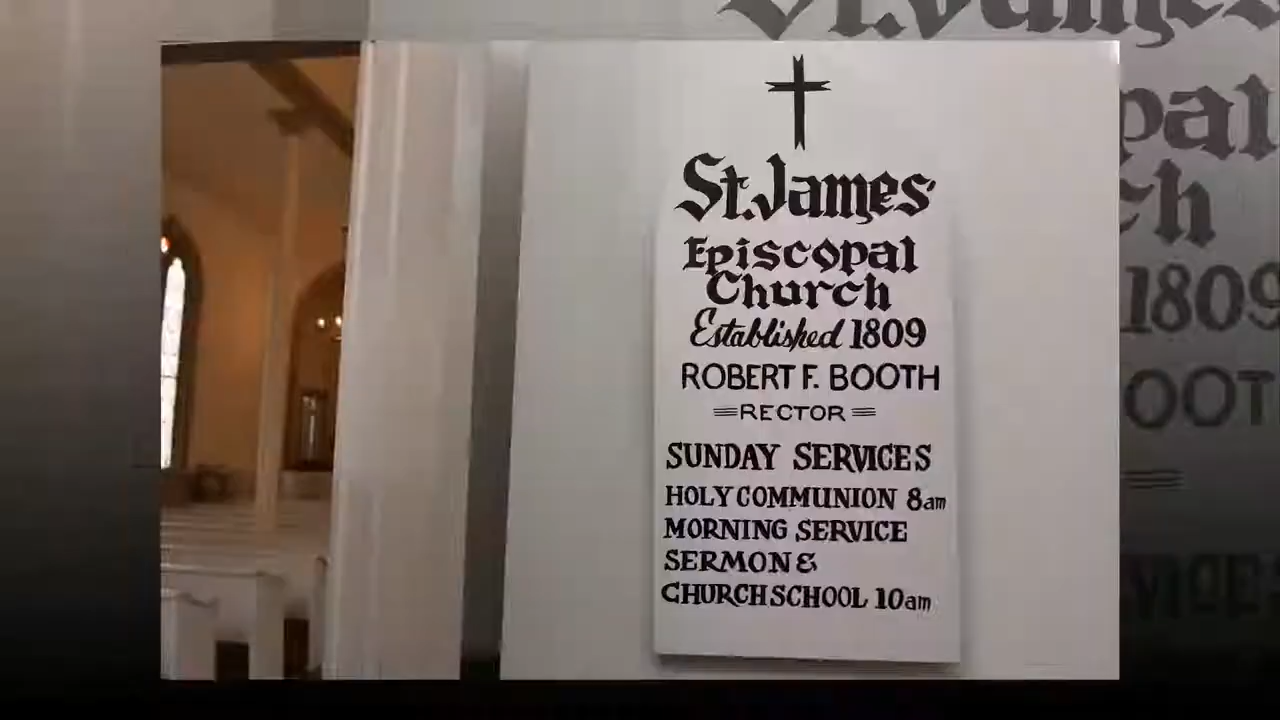 St. James
Episcopal
Church
Established 1809
ROBERT F. BOOTH
RECTOR
SUNDAY SERVICES
HOLY COMMUNION 8am
MORNING SERVICE
SERMON &
CHURCH SCHOOL 10am